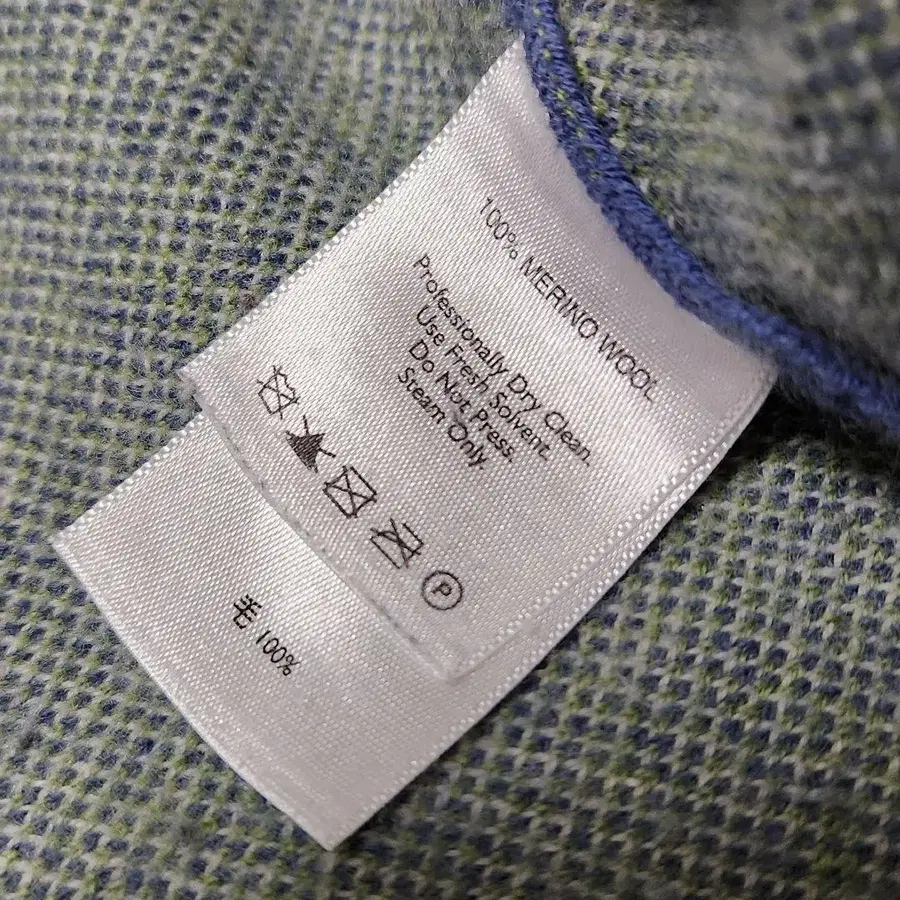 100% MERINO WOOL
Professionally Dry Clean.
Use Fresh Solvent.
Do Not Press.
Steam Only.
P
毛 100%